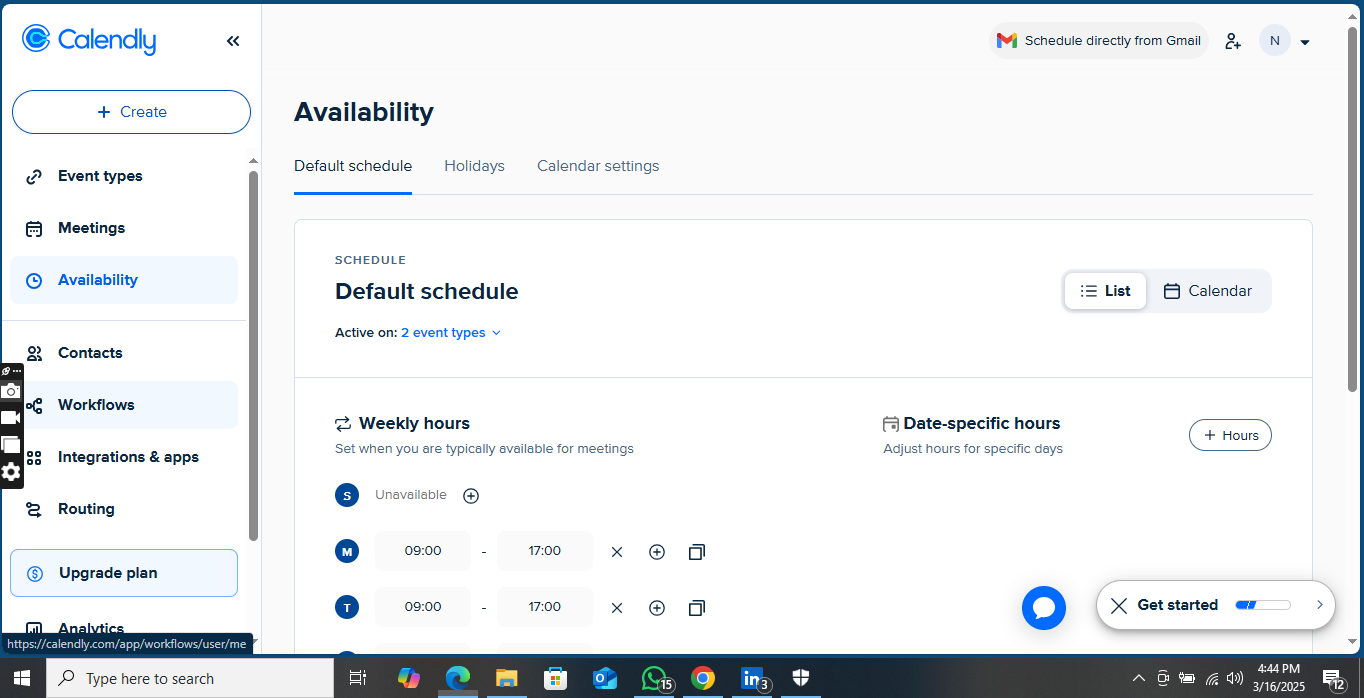 Calendly
Schedule directly from Gmail
N
+ Create
Availability
Default schedule
Holidays
Calendar settings
Event types
Meetings
Availability
Contacts
Workflows
Integrations & apps
Routing
Upgrade plan
Analytics
SCHEDULE
Default schedule
Active on: 2 event types
List
Calendar
Weekly hours
Set when you are typically available for meetings
Date-specific hours
Adjust hours for specific days
+ Hours
S Unavailable
M 09:00 - 17:00
T 09:00 - 17:00
Get started
https://calendly.com/app/workflows/user/me
Type here to search
15
3
4:44 PM
3/16/2025
12